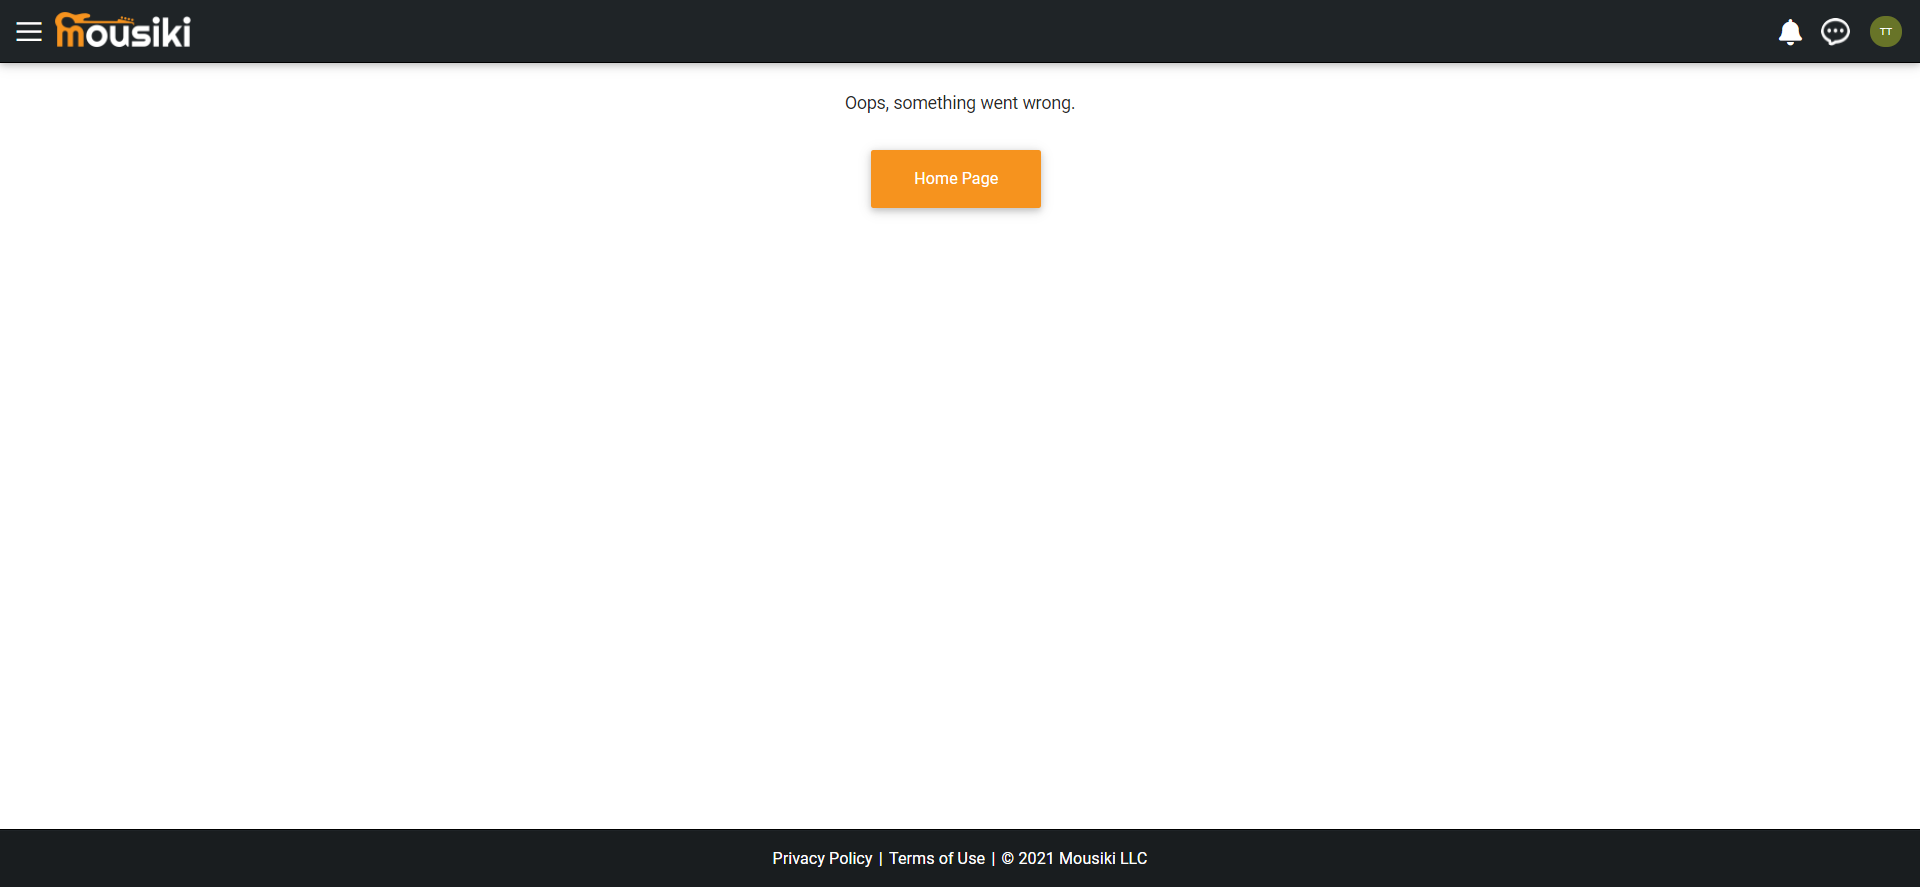 mousiki
TT
Oops, something went wrong.
Home Page
Privacy Policy | Terms of Use | © 2021 Mousiki LLC